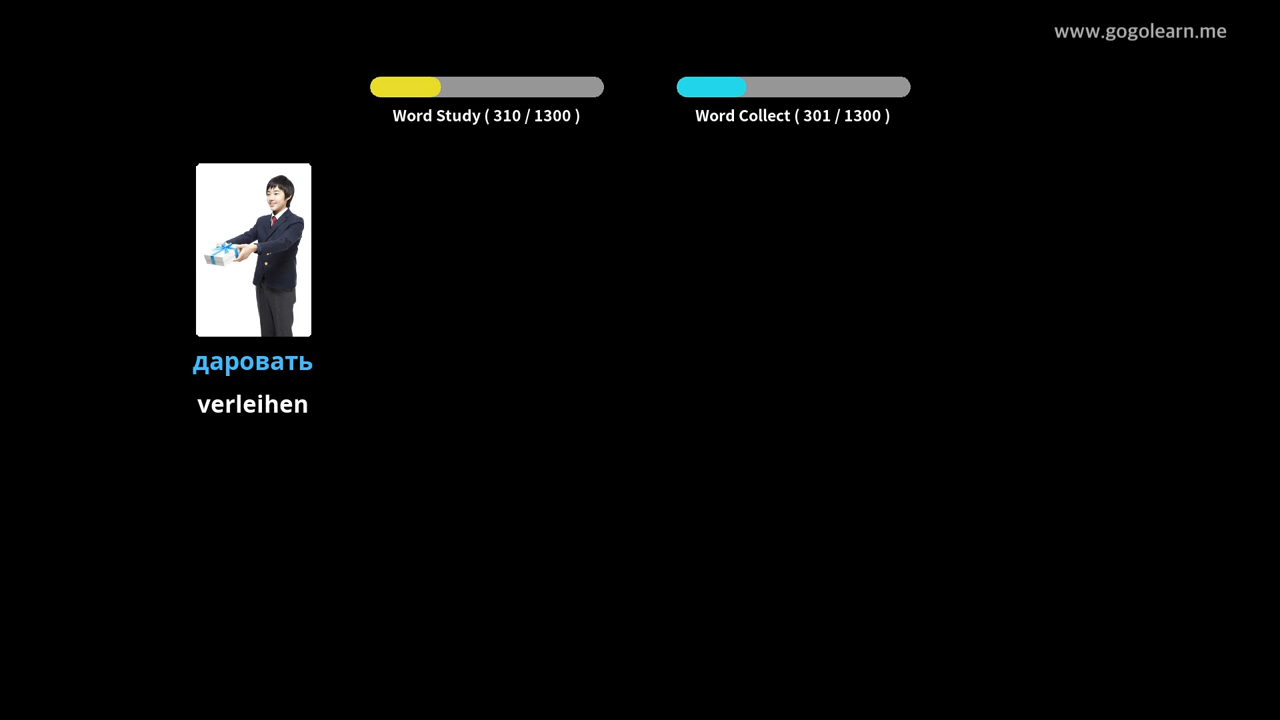 www.gogolearn.me
Word Study ( 310 / 1300 )
Word Collect ( 301 / 1300 )
даровать
verleihen